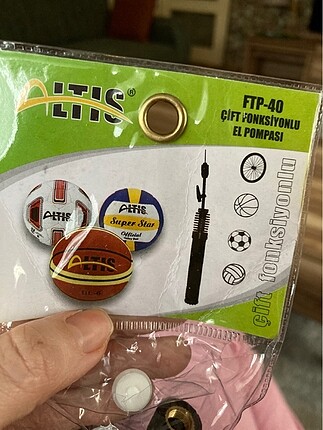 ALTIS®
FTP-40
ÇİFT FONKSİYONLU
EL POMPASI
ALTIS
ALTIS
Super Star
Official
ALTIS
çift fonksiyonlu